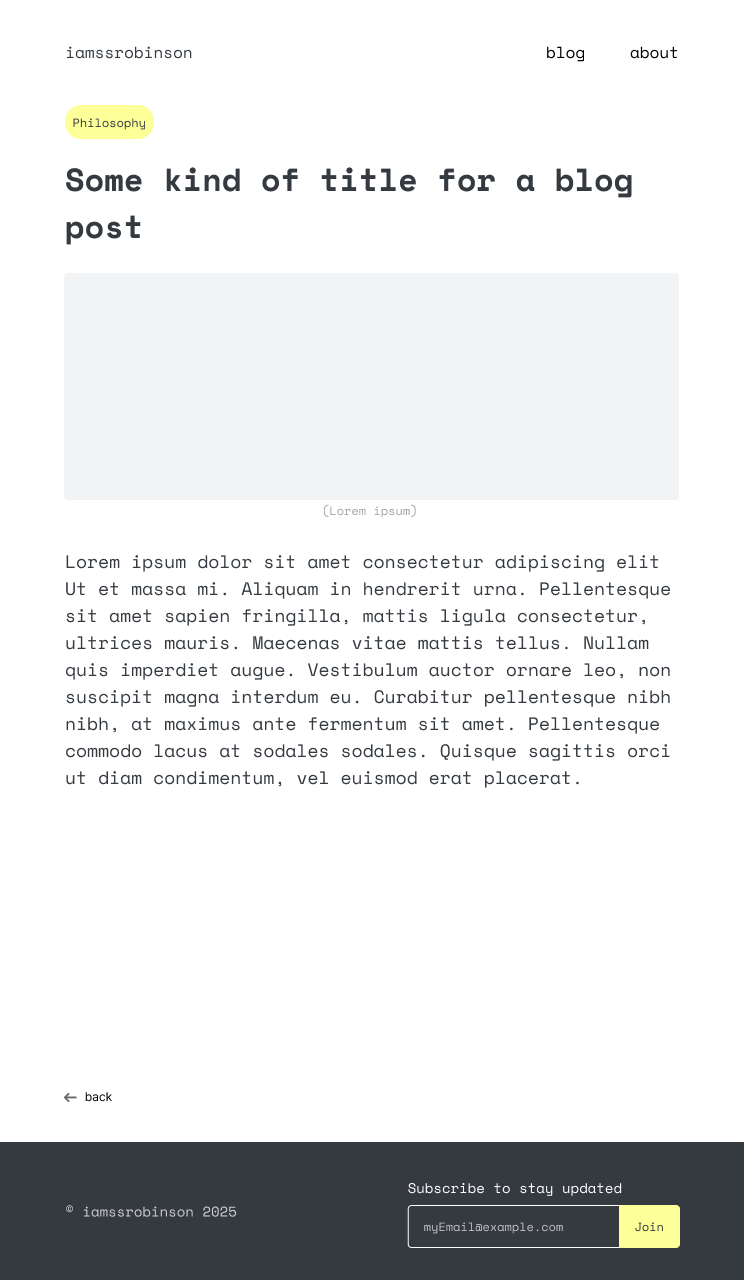 iamssrobinson
blog
about
Philosophy
Some kind of title for a blog
post
(Lorem ipsum)
Lorem ipsum dolor sit amet consectetur adipiscing elit
Ut et massa mi. Aliquam in hendrerit urna. Pellentesque
sit amet sapien fringilla, mattis ligula consectetur,
ultrices mauris. Maecenas vitae mattis tellus. Nullam
quis imperdiet augue. Vestibulum auctor ornare leo, non
suscipit magna interdum eu. Curabitur pellentesque nibh
nibh, at maximus ante fermentum sit amet. Pellentesque
commodo lacus at sodales sodales. Quisque sagittis orci
ut diam condimentum, vel euismod erat placerat.
back
© iamssrobinson 2025
Subscribe to stay updated
myEmail@example.com
Join